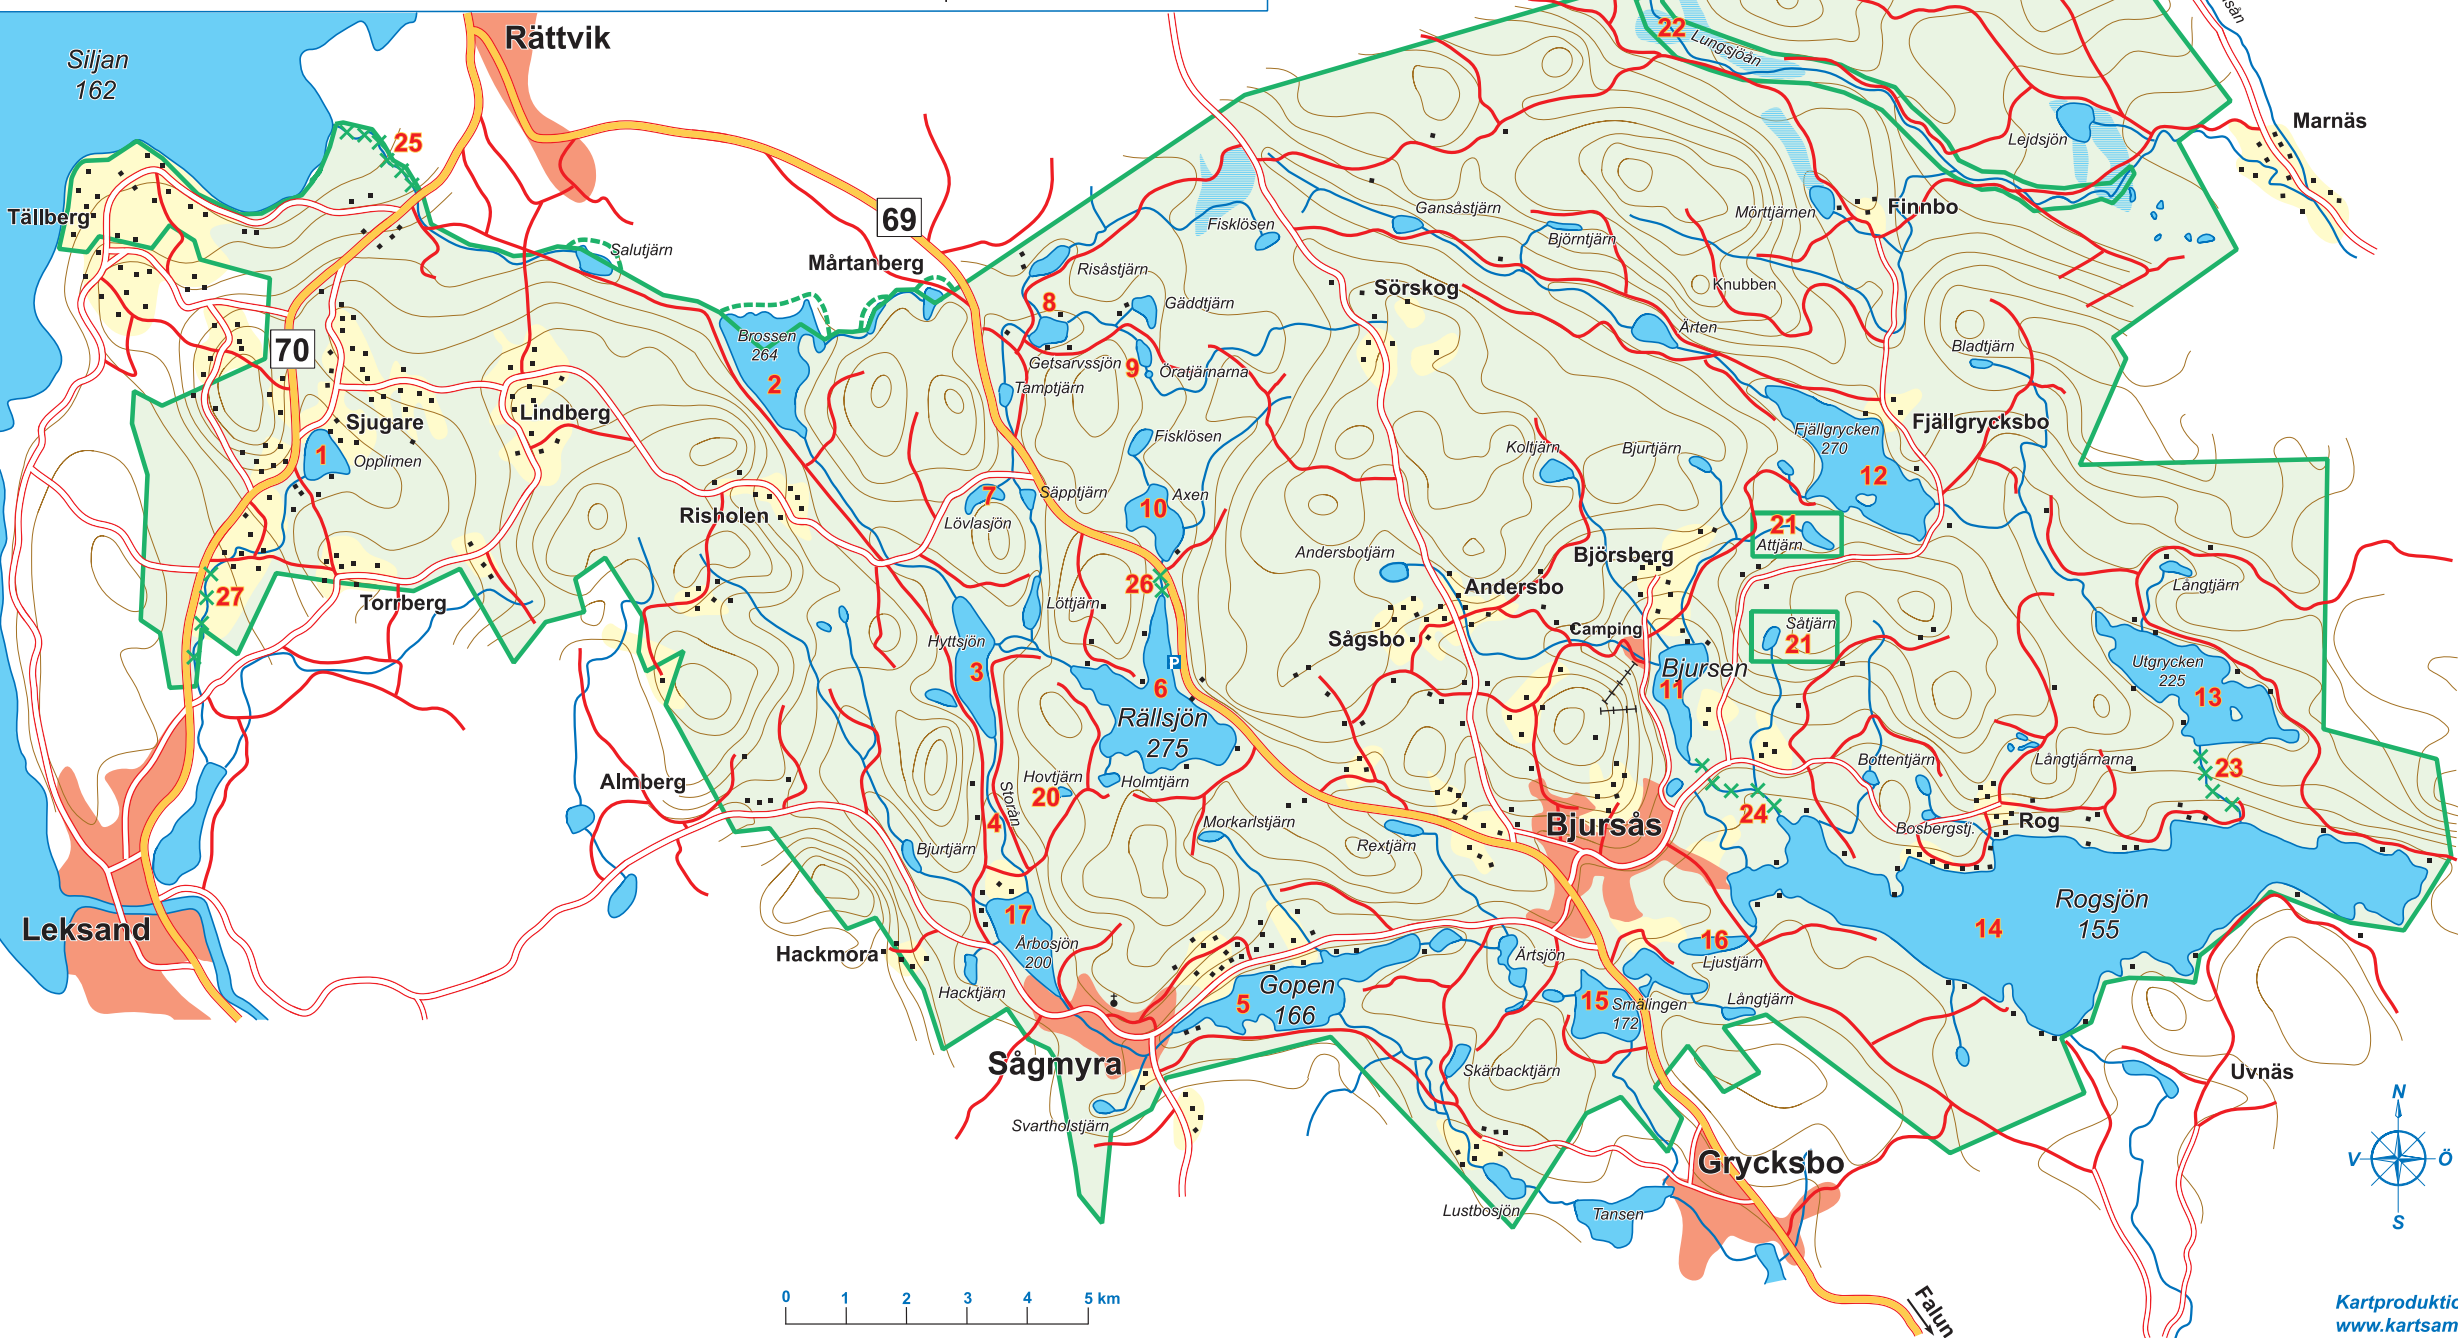 Rättvik
Siljan
162
22
Lungsjöån
sån
Marnäs
25
Lejdsjön
Tällberg
69
Fisklösen
Gansåstjärn
Mörttjärnen
Finnbo
Björntjärn
Salutjärn
Mårtanberg
Risåstjärn
Sörskog
Knubben
8
Gäddtjärn
Ärten
Brossen
264
2
70
Getsarvssjön
9
Öratjärnarna
Tamptjärn
Bladtjärn
Sjugare
Lindberg
1
Opplimen
Fisklösen
Koltjärn
Bjurtjärn
Fjällgrycken
270
12
Fjällgrycksbo
Risholen
7
Säpptjärn
Lövlasjön
10
Axen
21
Attjärn
Andersbotjärn
Björsberg
Andersbo
26
Långtjärn
27
Torrberg
Löttjärn
Camping
Sågsbo
Såtjärn
21
Hyttsjön
3
P
6
Rällsjön
275
Bjursen
11
Utgrycken
225
13
Almberg
Hovtjärn
20
Holmtjärn
Storån
4
Bottentjärn
Långtjärnarna
23
24
Morkarlstjärn
Rextjärn
Bjursås
Bosbergstj.
Rog
Bjurtjärn
Leksand
17
Årbosjön
200
Hackmora
Hacktjärn
Rogsjön
155
14
16
Ljustjärn
Ärtsjön
5
Gopen
166
15
Smälingen
172
Långtjärn
Sågmyra
Skärbacktjärn
Svartholstjärn
Uvnäs
Grycksbo
Lustbosjön
Tansen
N
V
Ö
S
0 1 2 3 4 5 km
Falun
Kartproduktio
www.kartsam